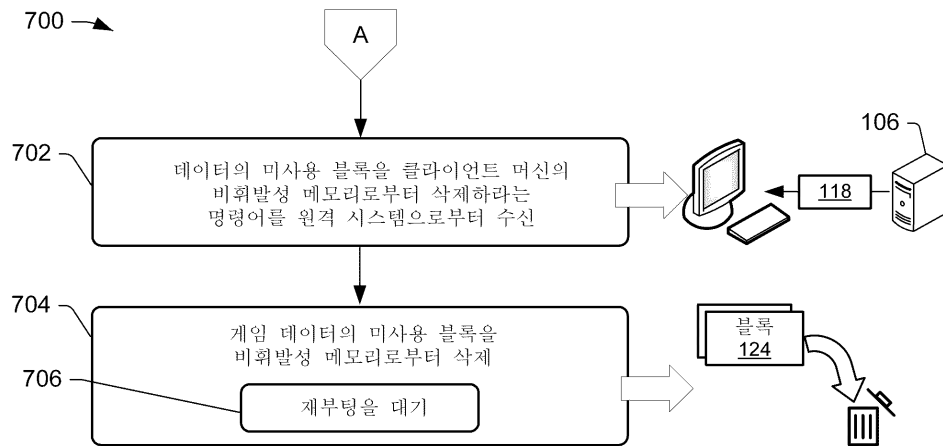 700
A
702
데이터의 미사용 블록을 클라이언트 머신의
비휘발성 메모리로부터 삭제하라는
명령어를 원격 시스템으로부터 수신
106
118
704
게임 데이터의 미사용 블록을
비휘발성 메모리로부터 삭제
706
재부팅을 대기
블록
124